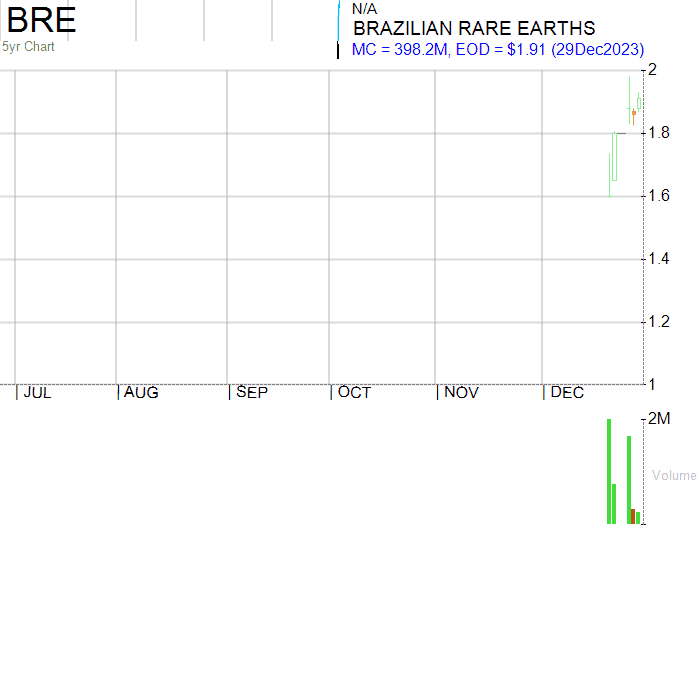 BRE
5yr Chart
N/A
BRAZILIAN RARE EARTHS
MC = 398.2M, EOD = $1.91 (29Dec2023)
2
1.8
1.6
1.4
1.2
1
JUL AUG SEP OCT NOV DEC
2M
Volume